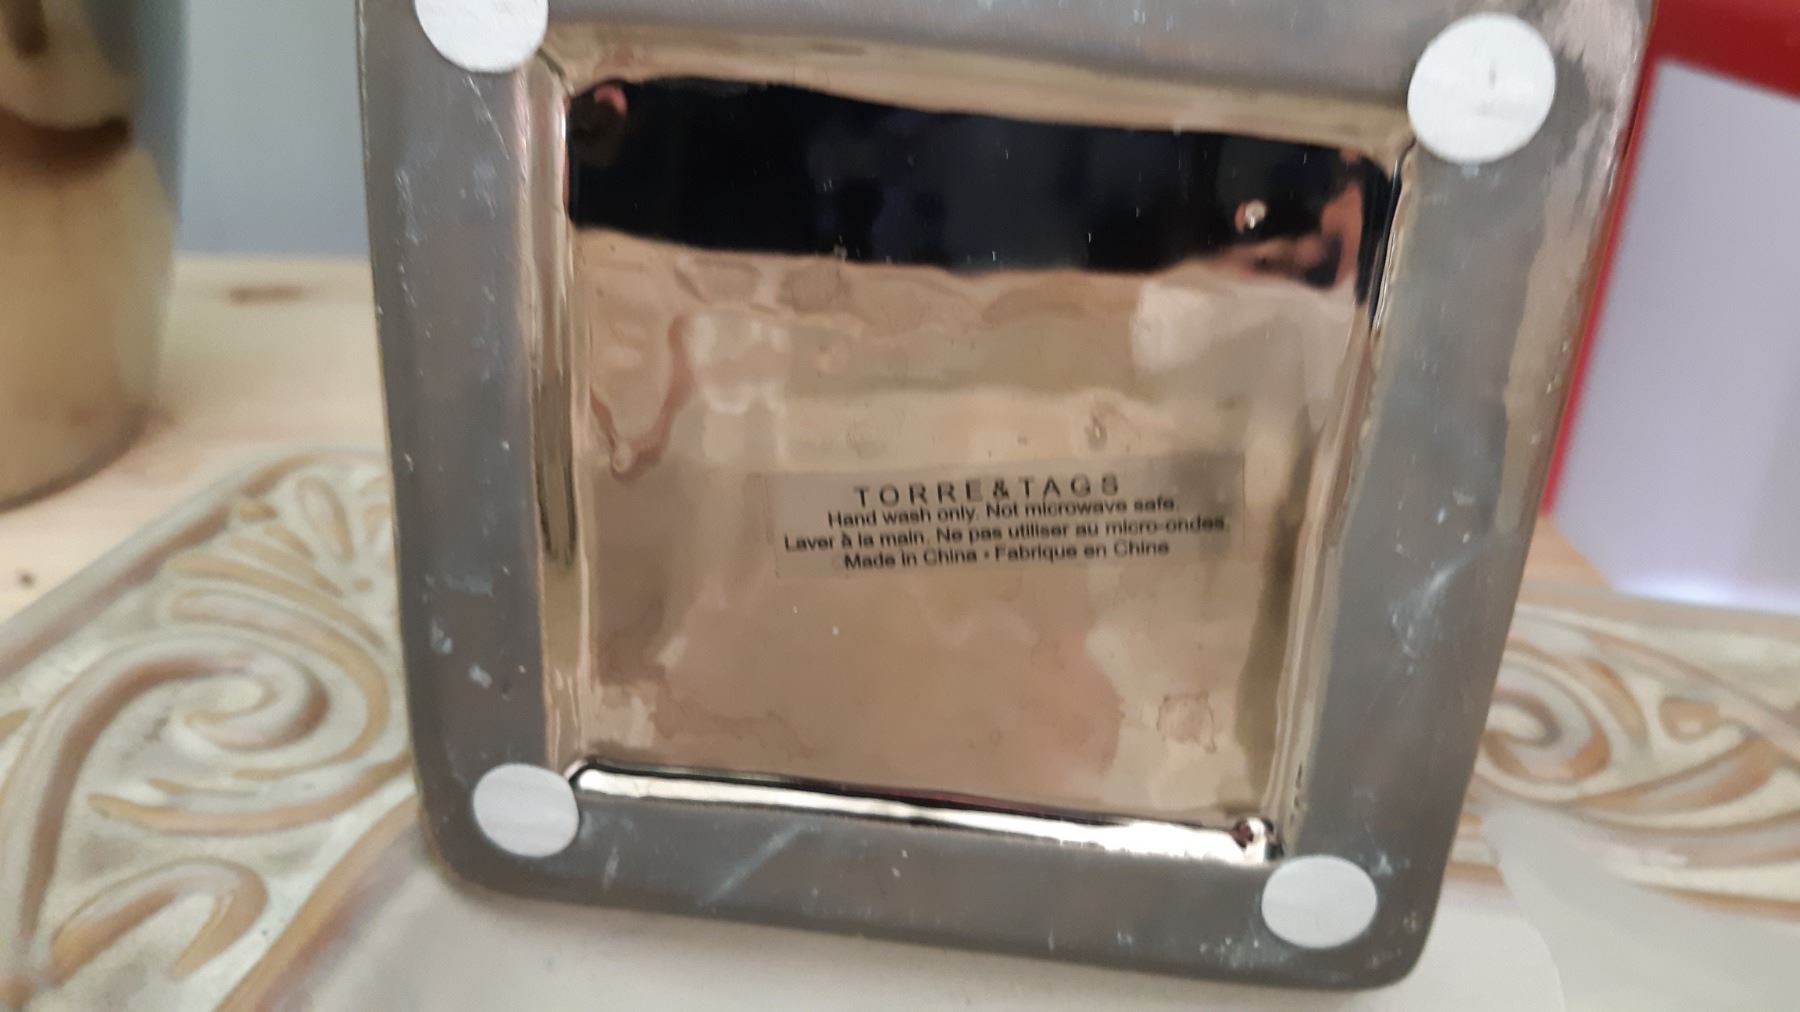 TORRE&TAGS
Hand wash only. Not microwave safe.
Laver à la main. Ne pas utiliser au micro-ondes.
Made in China • Fabrique en Chine